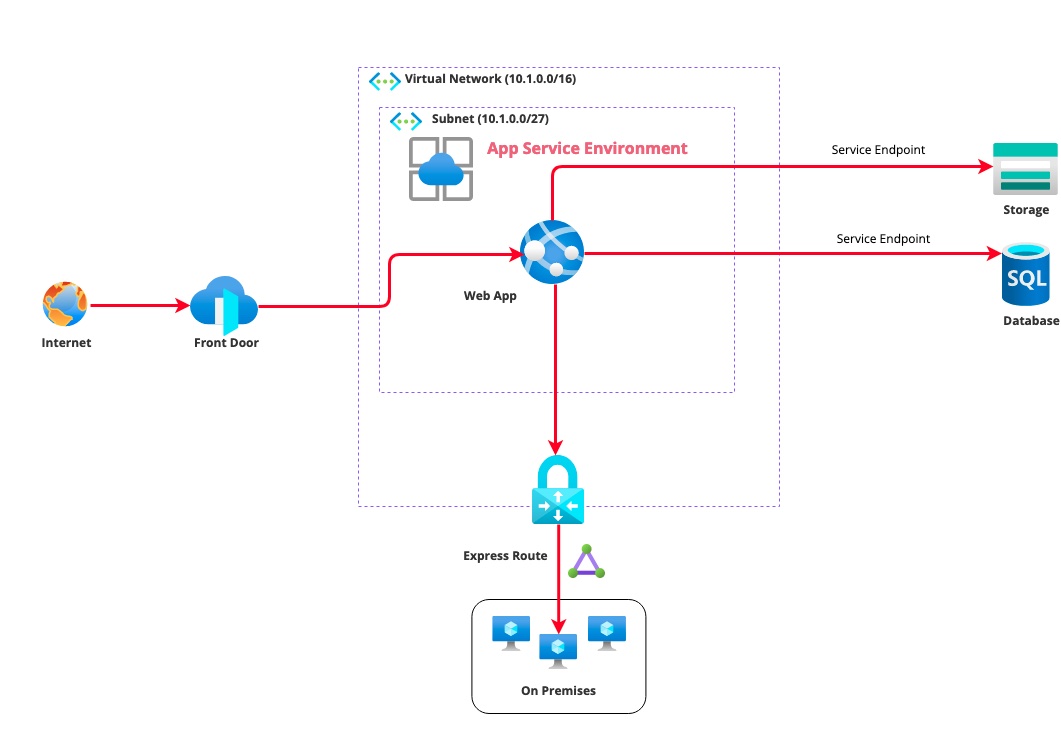 Virtual Network (10.1.0.0/16)
Subnet (10.1.0.0/27)
App Service Environment
Service Endpoint
Storage
Service Endpoint
SQL
Web App
Database
Internet
Front Door
Express Route
On Premises